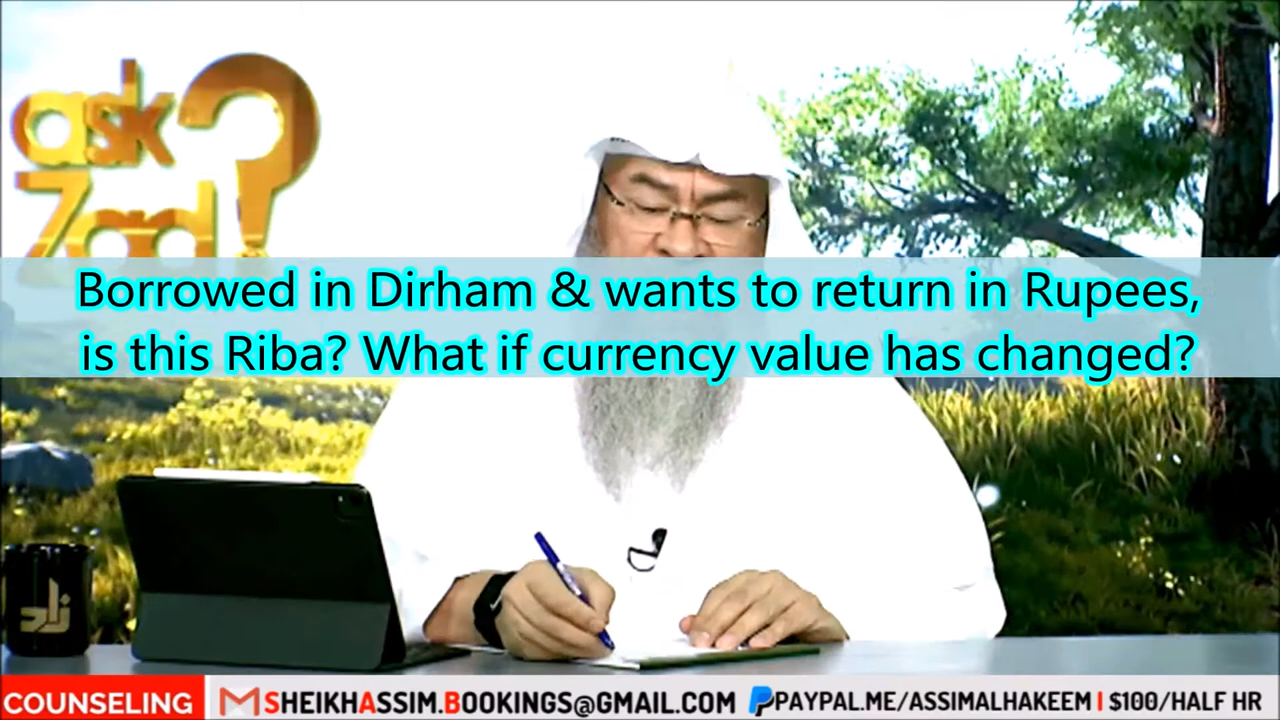 ask
Zad
?
Borrowed in Dirham & wants to return in Rupees,
is this Riba? What if currency value has changed?
زاد
COUNSELING
SHEIKHASSIM.BOOKINGS@GMAIL.COM
PAYPAL.ME/ASSIMALHAKEEM | $100/HALF HR